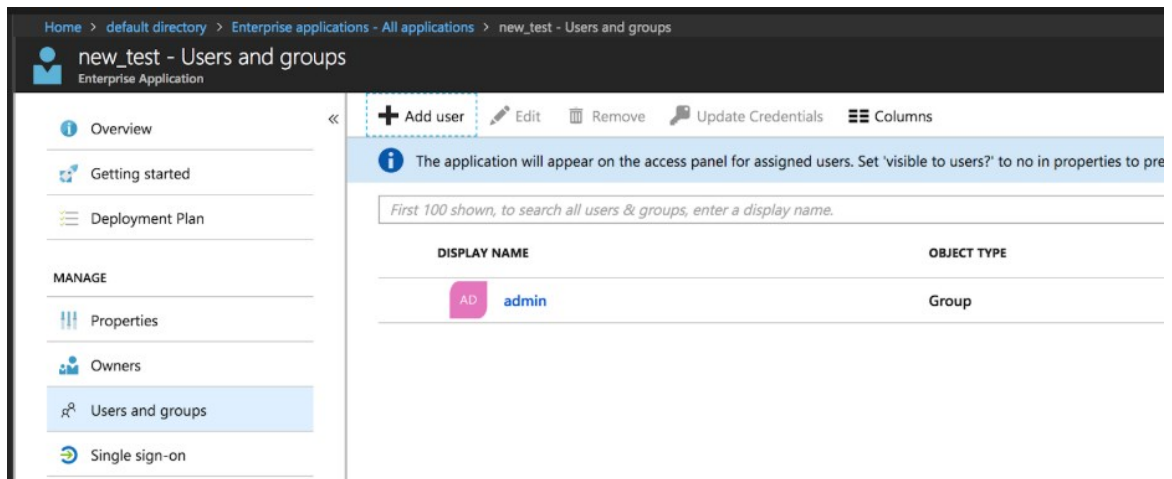 Home > default directory > Enterprise applications - All applications > new_test - Users and groups
new_test - Users and groups
Enterprise Application
Overview
Getting started
Deployment Plan
MANAGE
Properties
Owners
Users and groups
Single sign-on
«
Add user Edit Remove Update Credentials Columns
The application will appear on the access panel for assigned users. Set 'visible to users?' to no in properties to pre
First 100 shown, to search all users & groups, enter a display name.
DISPLAY NAME OBJECT TYPE
AD admin Group